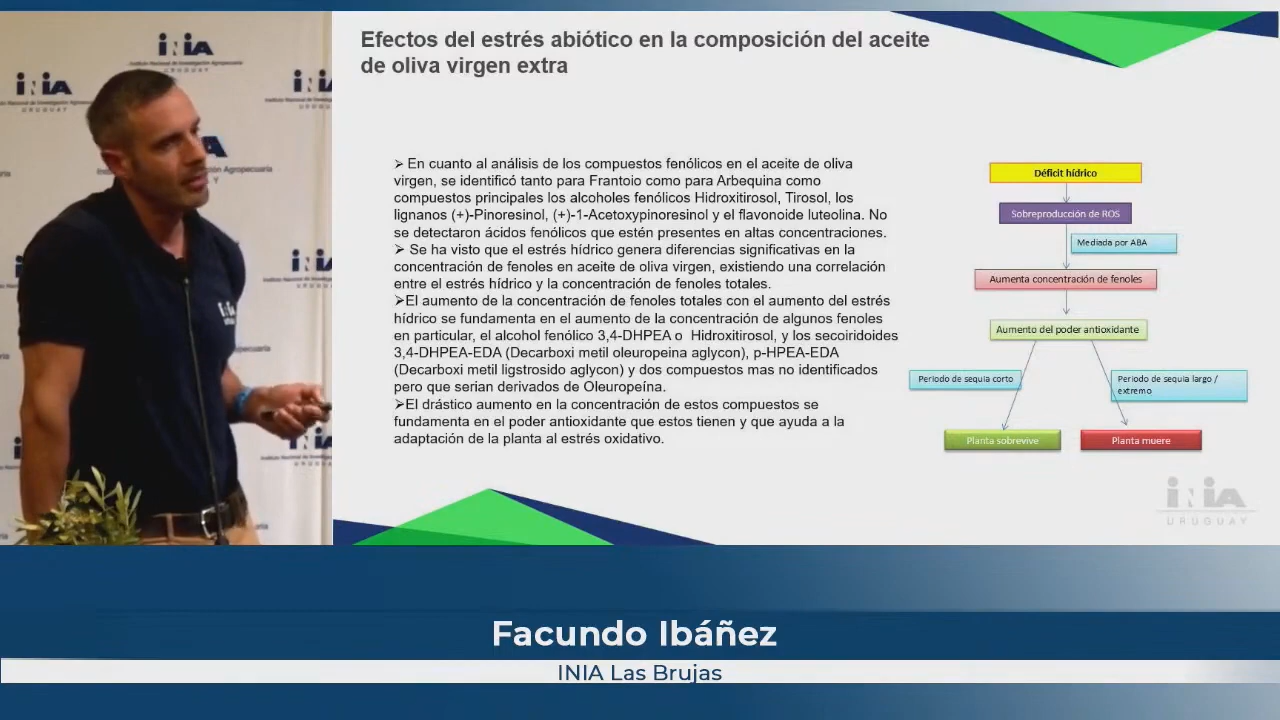 INIA
Instituto Nacional de Investigación Agropecuaria
URUGUAY
Efectos del estrés abiótico en la composición del aceite
de oliva virgen extra
➢ En cuanto al análisis de los compuestos fenólicos en el aceite de oliva
virgen, se identificó tanto para Frantoio como para Arbequina como
compuestos principales los alcoholes fenólicos Hidroxitirosol, Tirosol, los
lignanos (+)-Pinoresinol, (+)-1-Acetoxypinoresinol y el flavonoide luteolina. No
se detectaron ácidos fenólicos que estén presentes en altas concentraciones.
➢ Se ha visto que el estrés hídrico genera diferencias significativas en la
concentración de fenoles en aceite de oliva virgen, existiendo una correlación
entre el estrés hídrico y la concentración de fenoles totales.
➢El aumento de la concentración de fenoles totales con el aumento del estrés
hídrico se fundamenta en el aumento de la concentración de algunos fenoles
en particular, el alcohol fenólico 3,4-DHPEA o Hidroxitirosol, y los secoiridoides
3,4-DHPEA-EDA (Decarboxi metil oleuropeina aglycon), p-HPEA-EDA
(Decarboxi metil ligstrosido aglycon) y dos compuestos mas no identificados
pero que serian derivados de Oleuropeína.
➢El drástico aumento en la concentración de estos compuestos se
fundamenta en el poder antioxidante que estos tienen y que ayuda a la
adaptación de la planta al estrés oxidativo.
Déficit hídrico
Sobreproducción de ROS
Mediada por ABA
Aumenta concentración de fenoles
Aumento del poder antioxidante
Periodo de sequia corto
Periodo de sequia largo /
extremo
Planta sobrevive
Planta muere
INIA
URUGUAY
Facundo Ibáñez
INIA Las Brujas